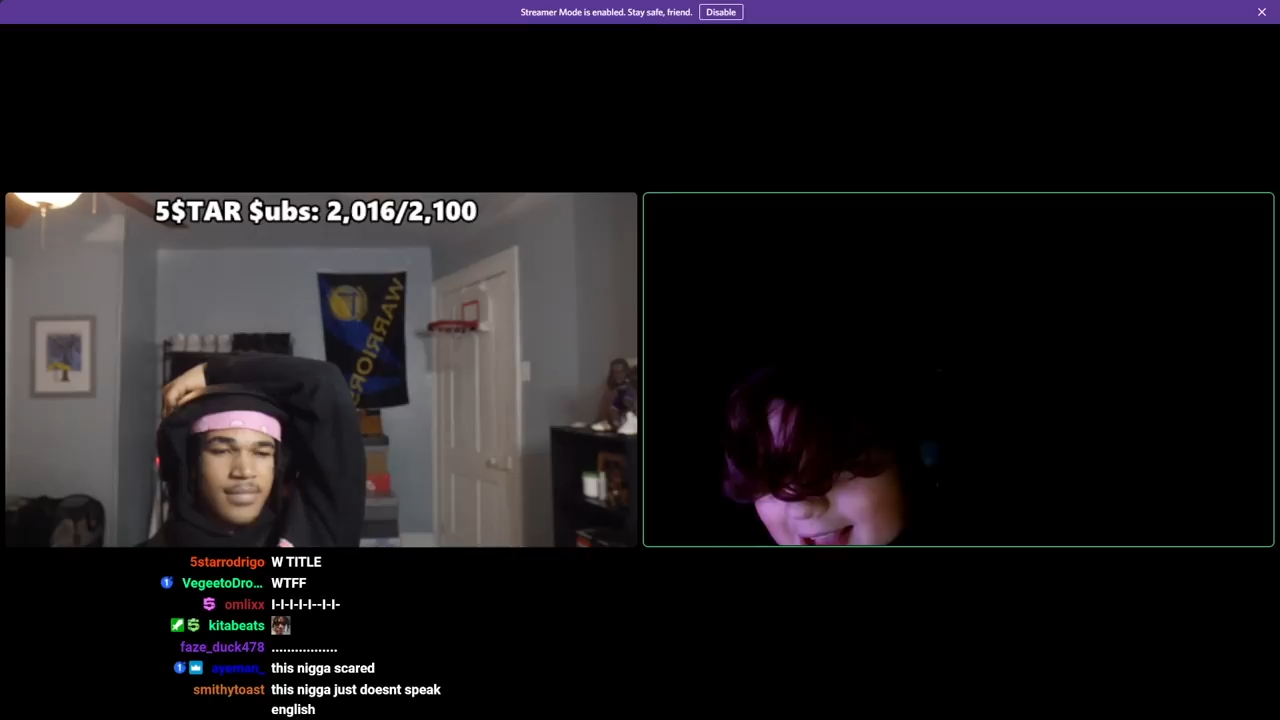 Streamer Mode is enabled. Stay safe, friend. Disable
5$TAR $ubs: 2,016/2,100
WARRIORS
5starrodrigo W TITLE
VegeetoDro... WTFF
omlixx I-I-I-I-I--I-I-
kitabeats
faze_duck478 .................
ayeman_ this nigga scared
smithytoast this nigga just doesnt speak
english